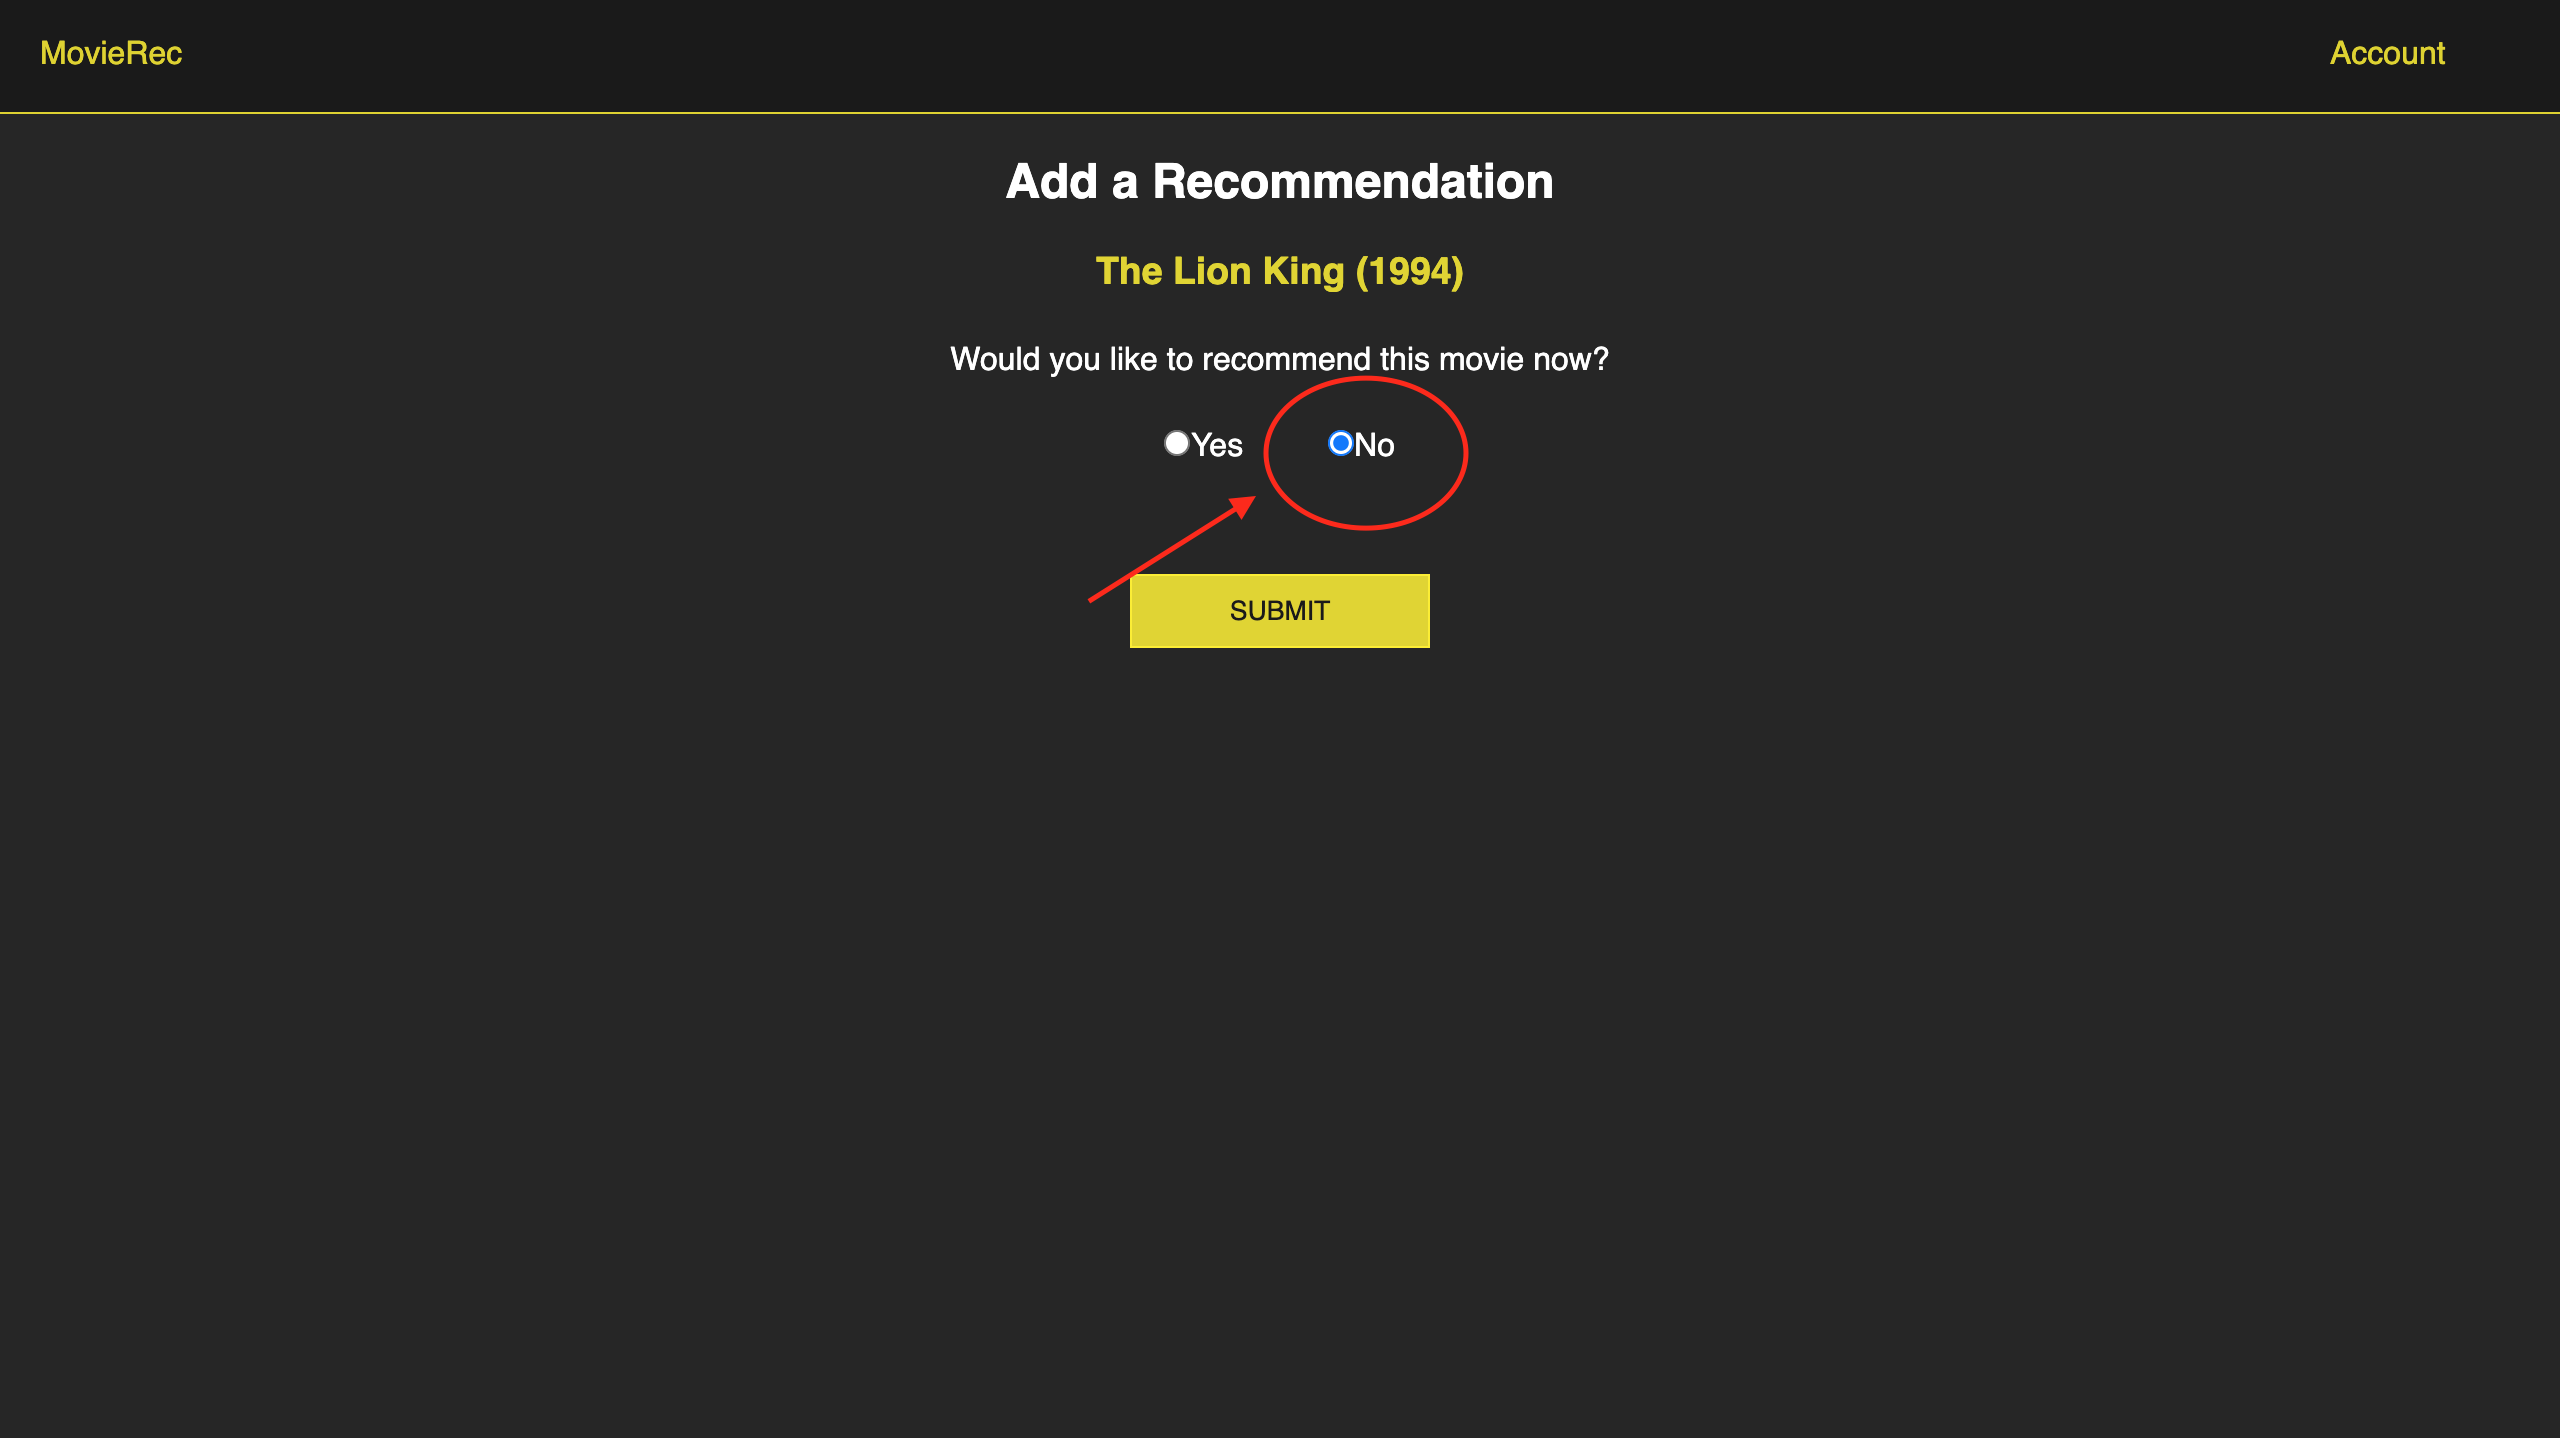 MovieRec
Account
Add a Recommendation
The Lion King (1994)
Would you like to recommend this movie now?
Yes No
SUBMIT